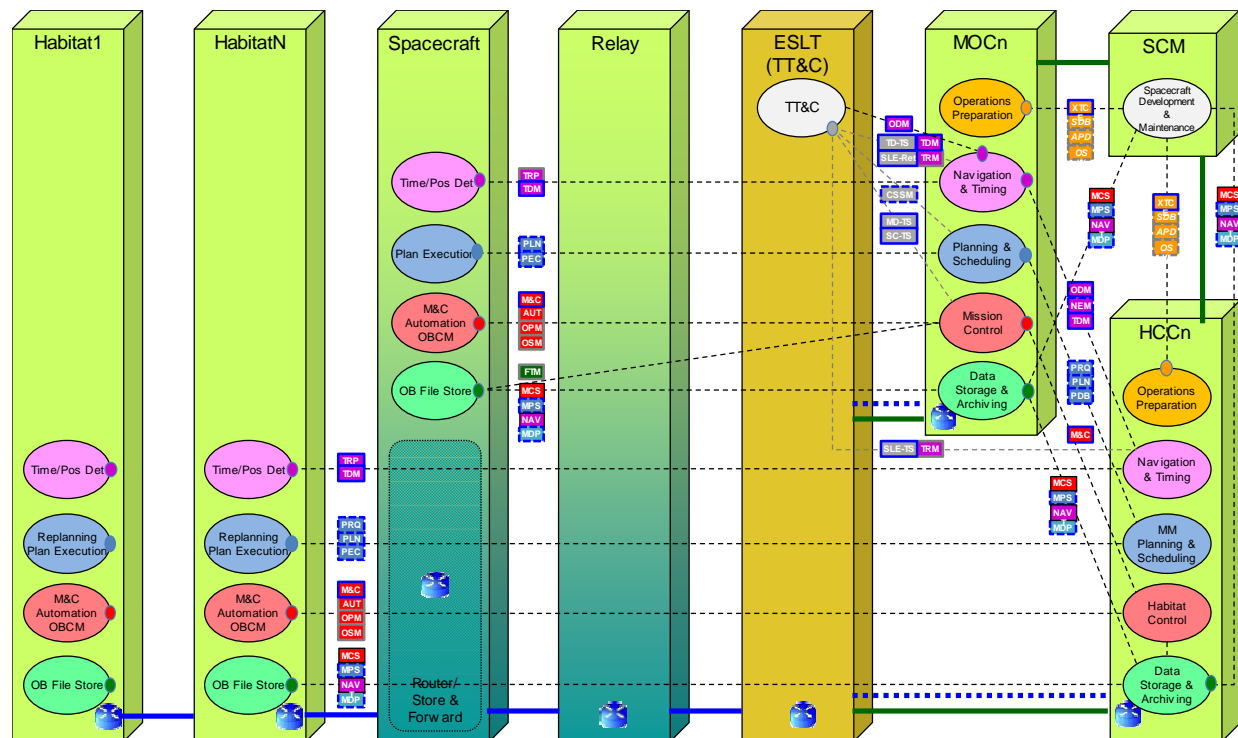 Habitat1
HabitatN
Spacecraft
Relay
ESLT
(TT&C)
MOCn
SCM
TT&C
Operations
Preparation
Spacecraft
Development
&
Maintenance
ODM
TD-TS TDM
SLE-Ret TRM
CSSM
MD-TS
SC-TS
XTC
SDB
APD
OS
Time/Pos Det
TRP
TDM
Navigation
& Timing
MCS
MPS
NAV
MDP
XTC
SDB
APD
OS
MCS
MPS
NAV
MDP
Plan Execution
PLN
PEC
Planning &
Scheduling
M&C
Automation
OBCM
M&C
AUT
OPM
OSM
Mission
Control
ODM
NEM
TDM
HCCn
OB File Store
FTM
MCS
MPS
NAV
MDP
Data
Storage &
Archiving
PRQ
PLN
PDB
M&C
Operations
Preparation
Time/Pos Det
Time/Pos Det
TRP
TDM
SLE-TS TRM
Navigation
& Timing
MCS
MPS
NAV
MDP
Replanning
Plan Execution
Replanning
Plan Execution
PRQ
PLN
PEC
MM
Planning &
Scheduling
M&C
Automation
OBCM
M&C
Automation
OBCM
M&C
AUT
OPM
OSM
Habitat
Control
OB File Store
OB File Store
MCS
MPS
NAV
MDP
Router/
Store &
Forward
Data
Storage &
Archiving